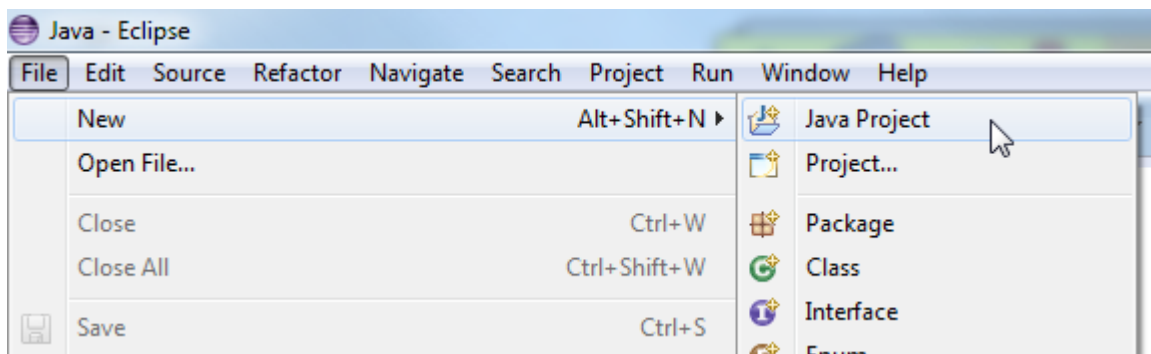 Java - Eclipse
File Edit Source Refactor Navigate Search Project Run Window Help
New Alt+Shift+N
Open File...
Close Ctrl+W
Close All Ctrl+Shift+W
Save Ctrl+S
Java Project
Project...
Package
Class
Interface